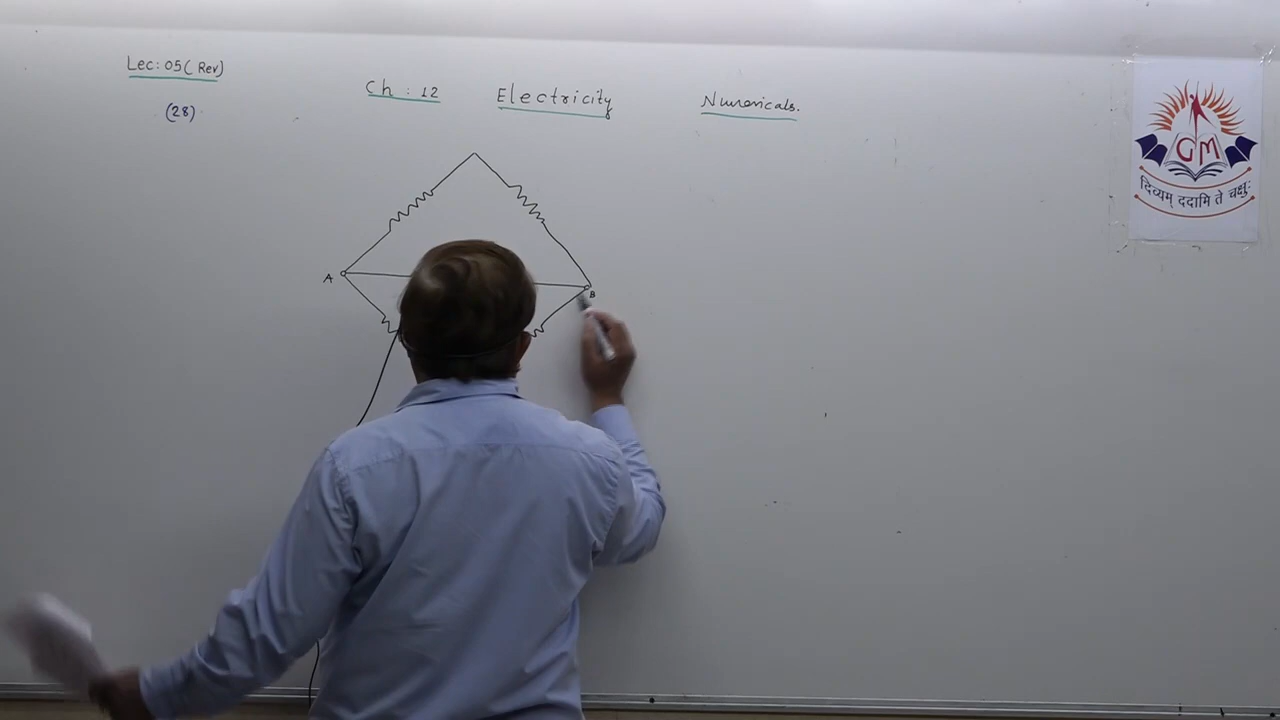 Lec: 05 (Rev)
Ch : 12 Electricity Numericals.
(28)
A
B
GM
दिव्यम् ददामि ते चक्षुः